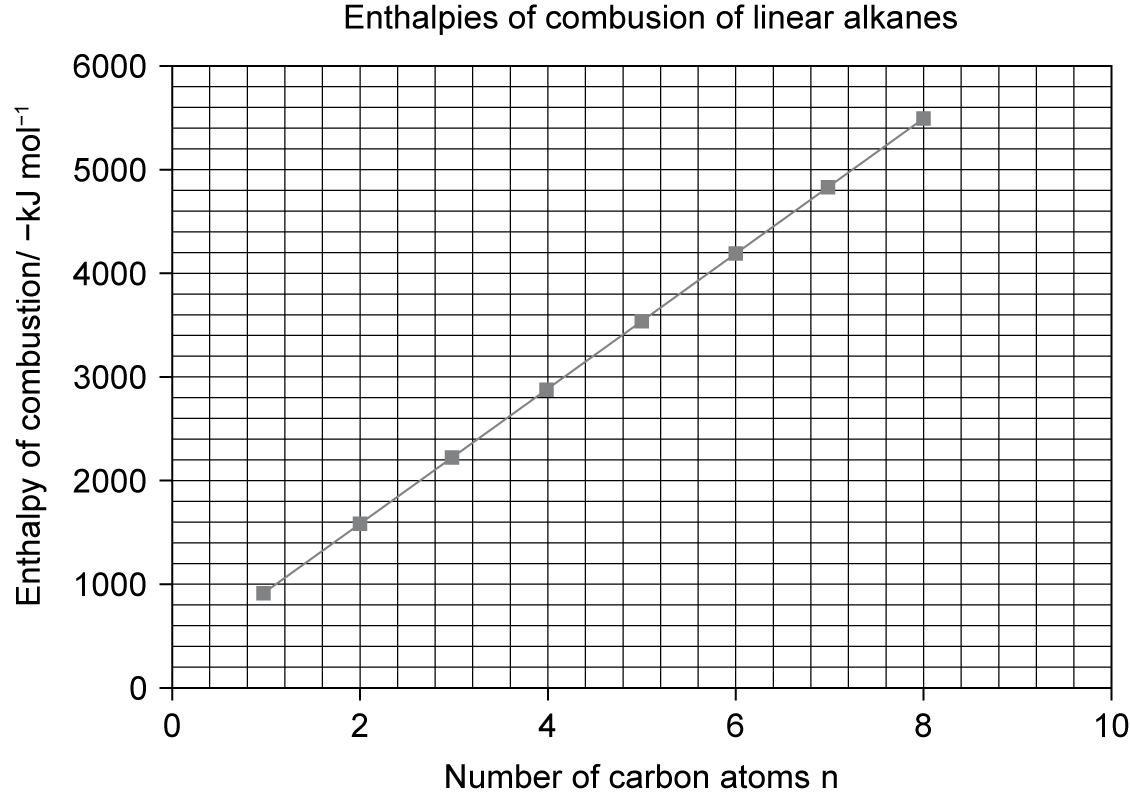 Enthalpies of combusion of linear alkanes
Enthalpy of combustion/ −kJ mol⁻¹
6000
5000
4000
3000
2000
1000
0
0 2 4 6 8 10
Number of carbon atoms n